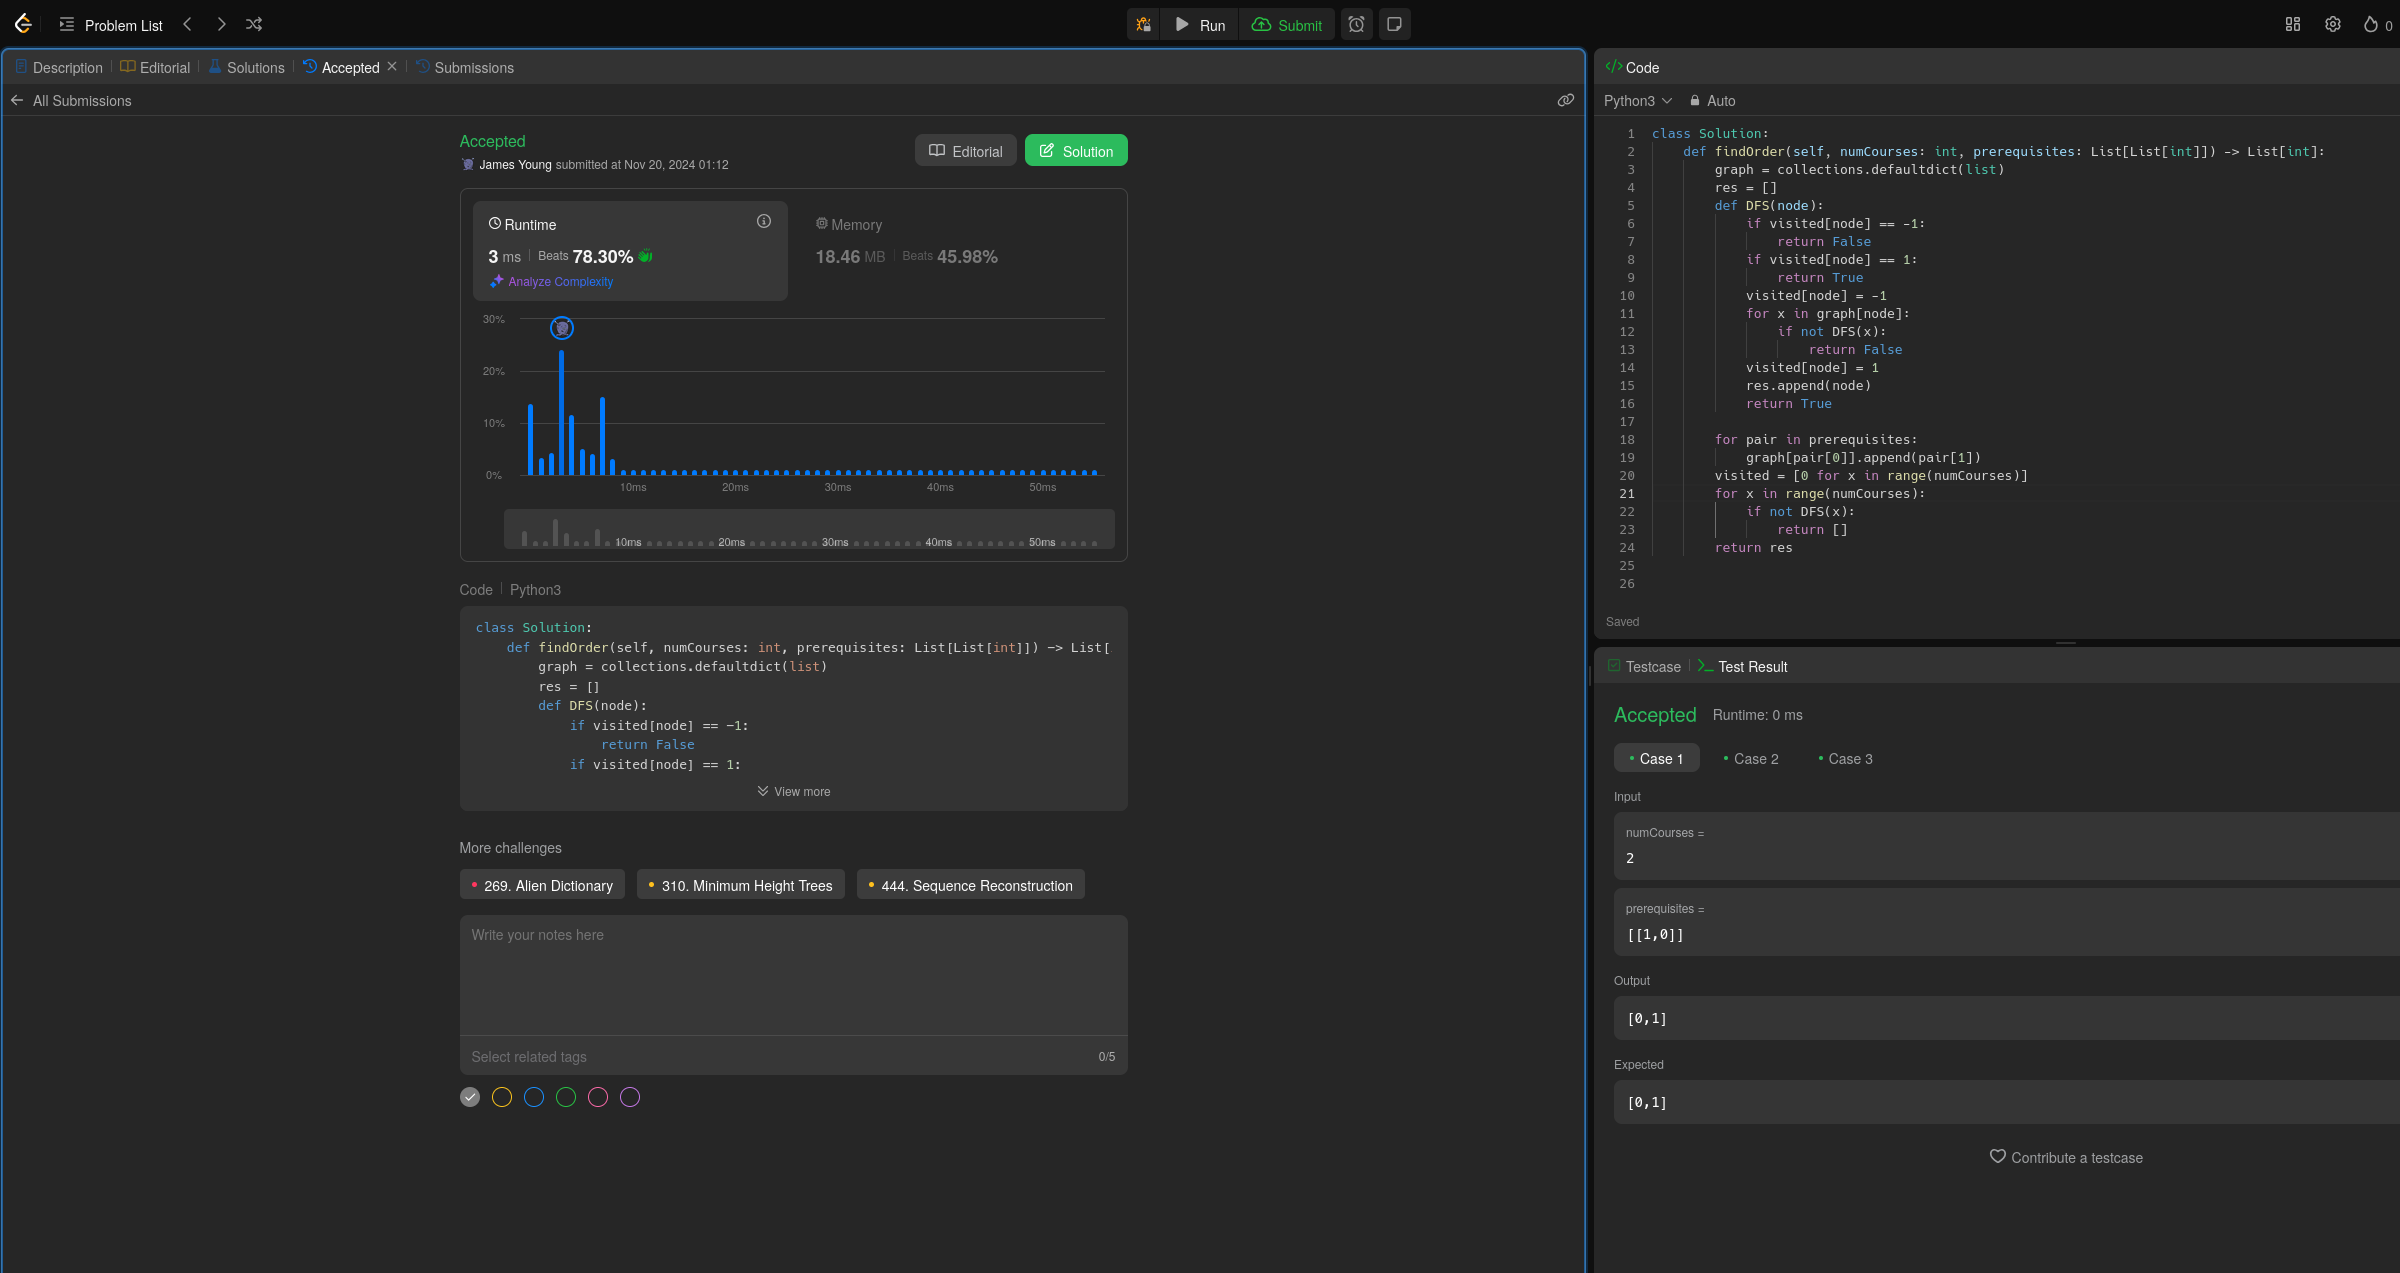 Problem List
Run
Submit
0
Description
Editorial
Solutions
Accepted
Submissions
All Submissions
Accepted
James Young submitted at Nov 20, 2024 01:12
Editorial
Solution
Runtime
3 ms
Beats 78.30%
Analyze Complexity
Memory
18.46 MB
Beats 45.98%
30%
20%
10%
0%
10ms 20ms 30ms 40ms 50ms
10ms 20ms 30ms 40ms 50ms
Code
Python3
class Solution:
def findOrder(self, numCourses: int, prerequisites: List[List[int]]) -> List[
graph = collections.defaultdict(list)
res = []
def DFS(node):
if visited[node] == -1:
return False
if visited[node] == 1:
View more
More challenges
269. Alien Dictionary
310. Minimum Height Trees
444. Sequence Reconstruction
Write your notes here
Select related tags
0/5
Code
Python3
Auto
1 class Solution:
2 def findOrder(self, numCourses: int, prerequisites: List[List[int]]) -> List[int]:
3 graph = collections.defaultdict(list)
4 res = []
5 def DFS(node):
6 if visited[node] == -1:
7 return False
8 if visited[node] == 1:
9 return True
10 visited[node] = -1
11 for x in graph[node]:
12 if not DFS(x):
13 return False
14 visited[node] = 1
15 res.append(node)
16 return True
17
18 for pair in prerequisites:
19 graph[pair[0]].append(pair[1])
20 visited = [0 for x in range(numCourses)]
21 for x in range(numCourses):
22 if not DFS(x):
23 return []
24 return res
25
26
Saved
Testcase
Test Result
Accepted
Runtime: 0 ms
Case 1
Case 2
Case 3
Input
numCourses =
2
prerequisites =
[[1,0]]
Output
[0,1]
Expected
[0,1]
Contribute a testcase